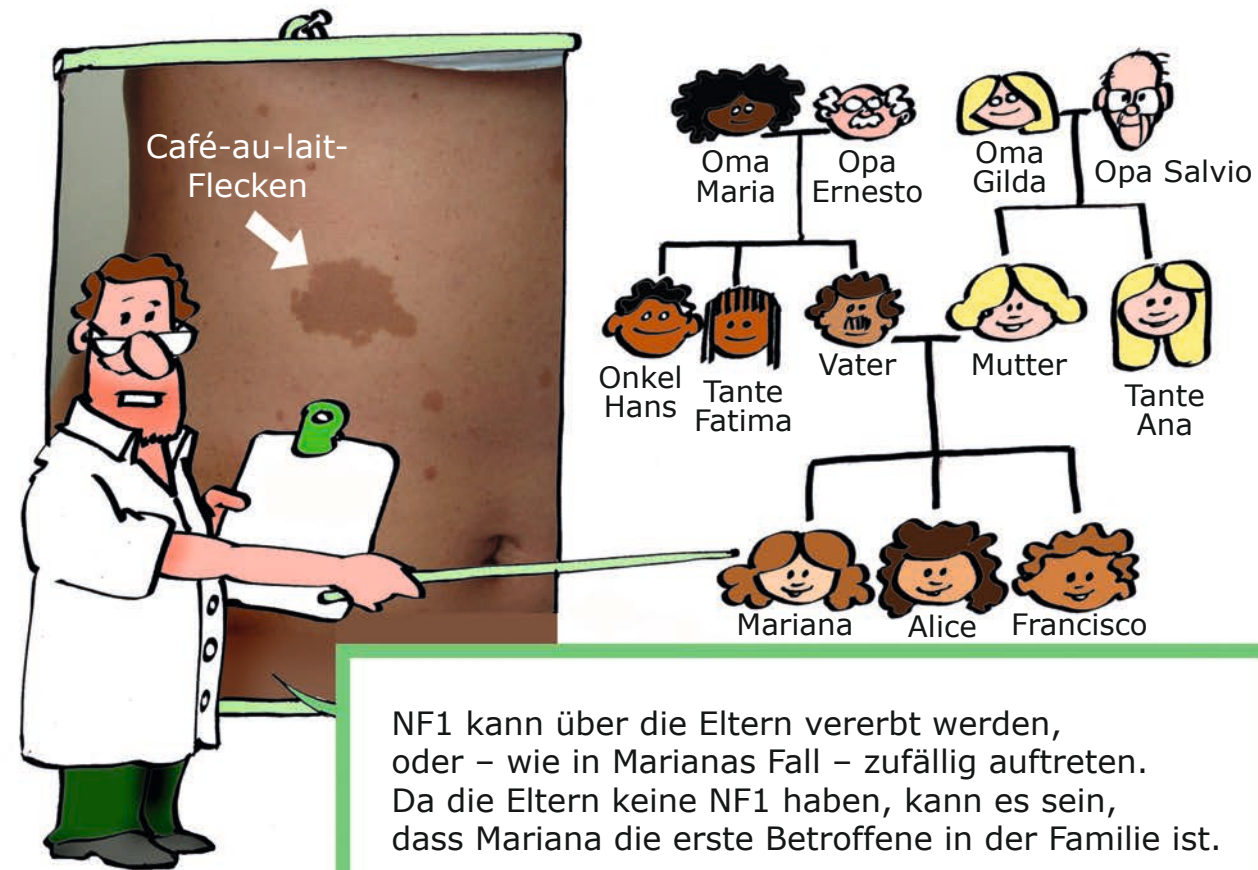 Café-au-lait-
Flecken
Oma
Maria
Opa
Ernesto
Oma
Gilda
Opa Salvio
Onkel
Hans
Tante
Fatima
Vater
Mutter
Tante
Ana
Mariana
Alice
Francisco
NF1 kann über die Eltern vererbt werden,
oder – wie in Marianas Fall – zufällig auftreten.
Da die Eltern keine NF1 haben, kann es sein,
dass Mariana die erste Betroffene in der Familie ist.